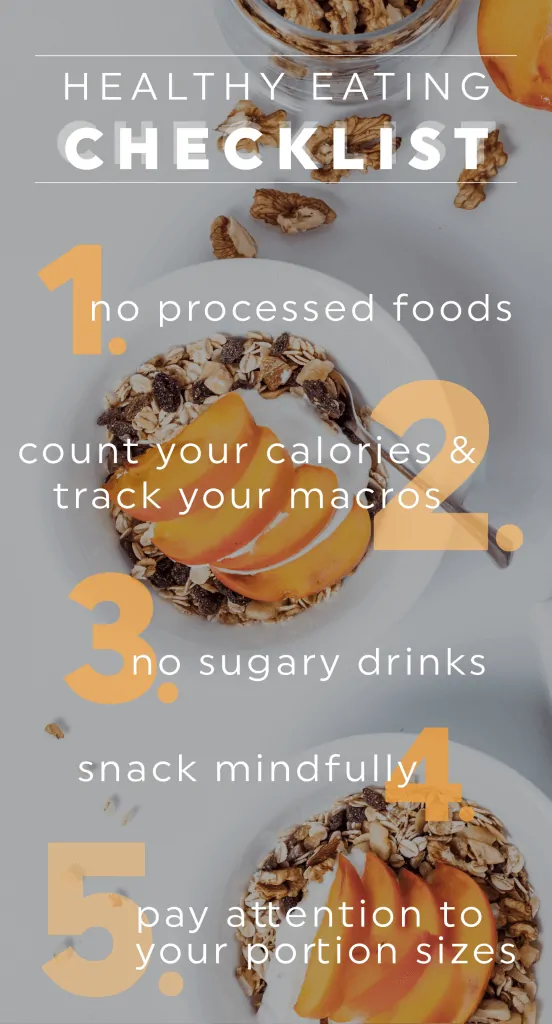 HEALTHY EATING
CHECKLIST
1.
no processed foods
2.
count your calories &
track your macros
3.
no sugary drinks
4.
snack mindfully
5.
pay attention to
your portion sizes